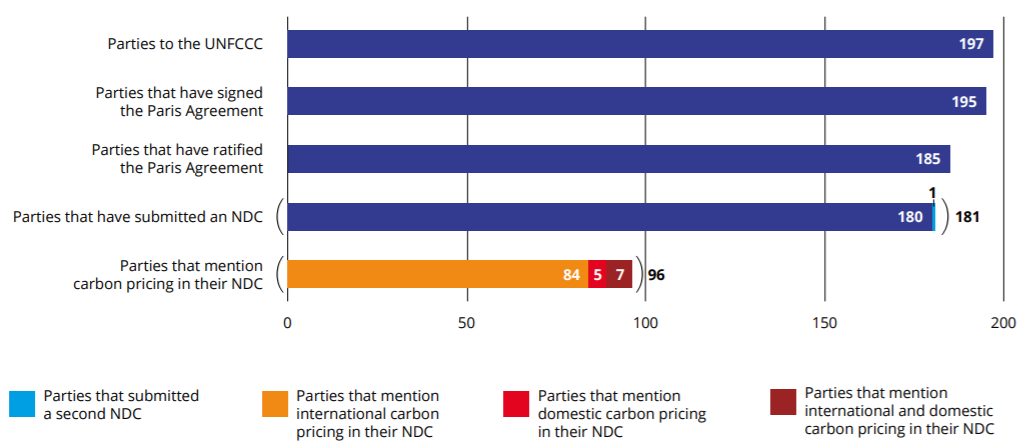 Parties to the UNFCCC
197
Parties that have signed
the Paris Agreement
195
Parties that have ratified
the Paris Agreement
185
1
Parties that have submitted an NDC
180
181
Parties that mention
carbon pricing in their NDC
84 5 7 96
0 50 100 150 200
Parties that submitted
a second NDC
Parties that mention
international carbon
pricing in their NDC
Parties that mention
domestic carbon pricing
in their NDC
Parties that mention
international and domestic
carbon pricing in their NDC